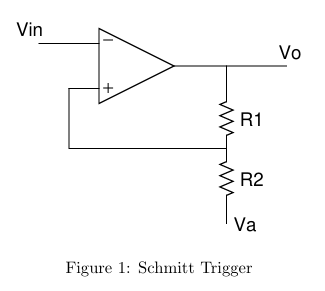 Vin
Vo
−
+
R1
R2
Va
Figure 1: Schmitt Trigger